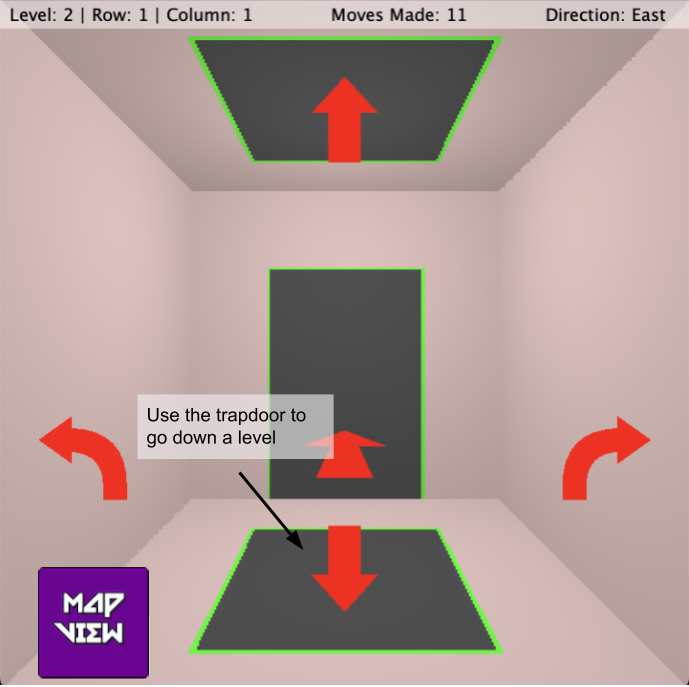 Level: 2 | Row: 1 | Column: 1 Moves Made: 11 Direction: East
Use the trapdoor to
go down a level
MAP
VIEW